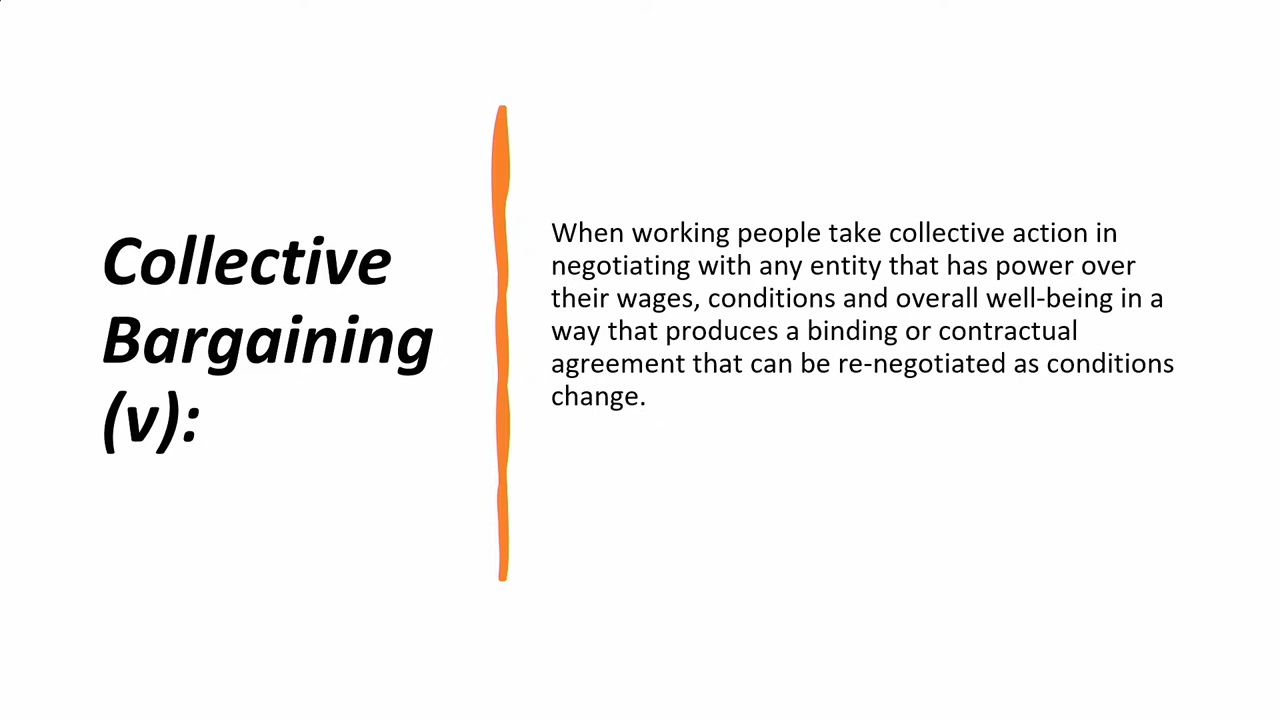 Collective
Bargaining
(v):
When working people take collective action in
negotiating with any entity that has power over
their wages, conditions and overall well-being in a
way that produces a binding or contractual
agreement that can be re-negotiated as conditions
change.